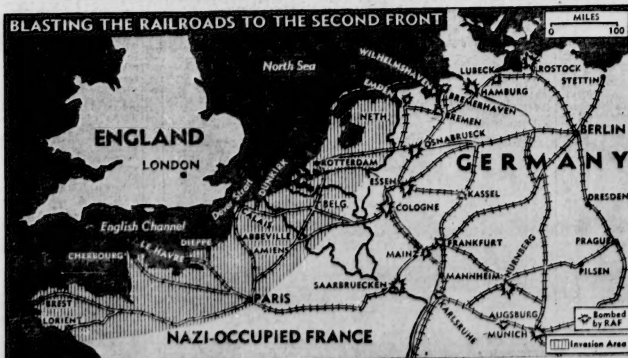 BLASTING THE RAILROADS TO THE SECOND FRONT
MILES
0 100
North Sea
WILHELMSHAVEN
EMDEN
LUBECK
ROSTOCK
HAMBURG
STETTIN
BREMERHAVEN
BREMEN
NETH.
ENGLAND
LONDON
OSNABRUECK
BERLIN
ROTTERDAM
GERMANY
ESSEN
KASSEL
Dover Strait
DUNKIRK
CALAIS
BELG.
COLOGNE
DRESDEN
English Channel
ABBEVILLE
AMIENS
DIEPPE
LE HAVRE
CHERBOURG
MAINZ
FRANKFURT
PRAGUE
PILSEN
NURNBERG
MANNHEIM
SAARBRUECKEN
BREST
LORIENT
PARIS
KARLSRUHE
AUGSBURG
MUNICH
NAZI-OCCUPIED FRANCE
Bombed
by RAF
Invasion Area